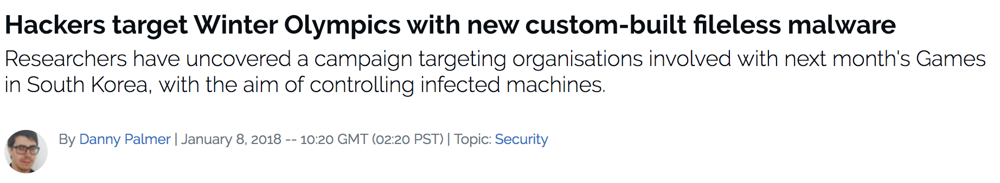 Hackers target Winter Olympics with new custom-built fileless malware
Researchers have uncovered a campaign targeting organisations involved with next month's Games
in South Korea, with the aim of controlling infected machines.
By Danny Palmer | January 8, 2018 -- 10:20 GMT (02:20 PST) | Topic: Security